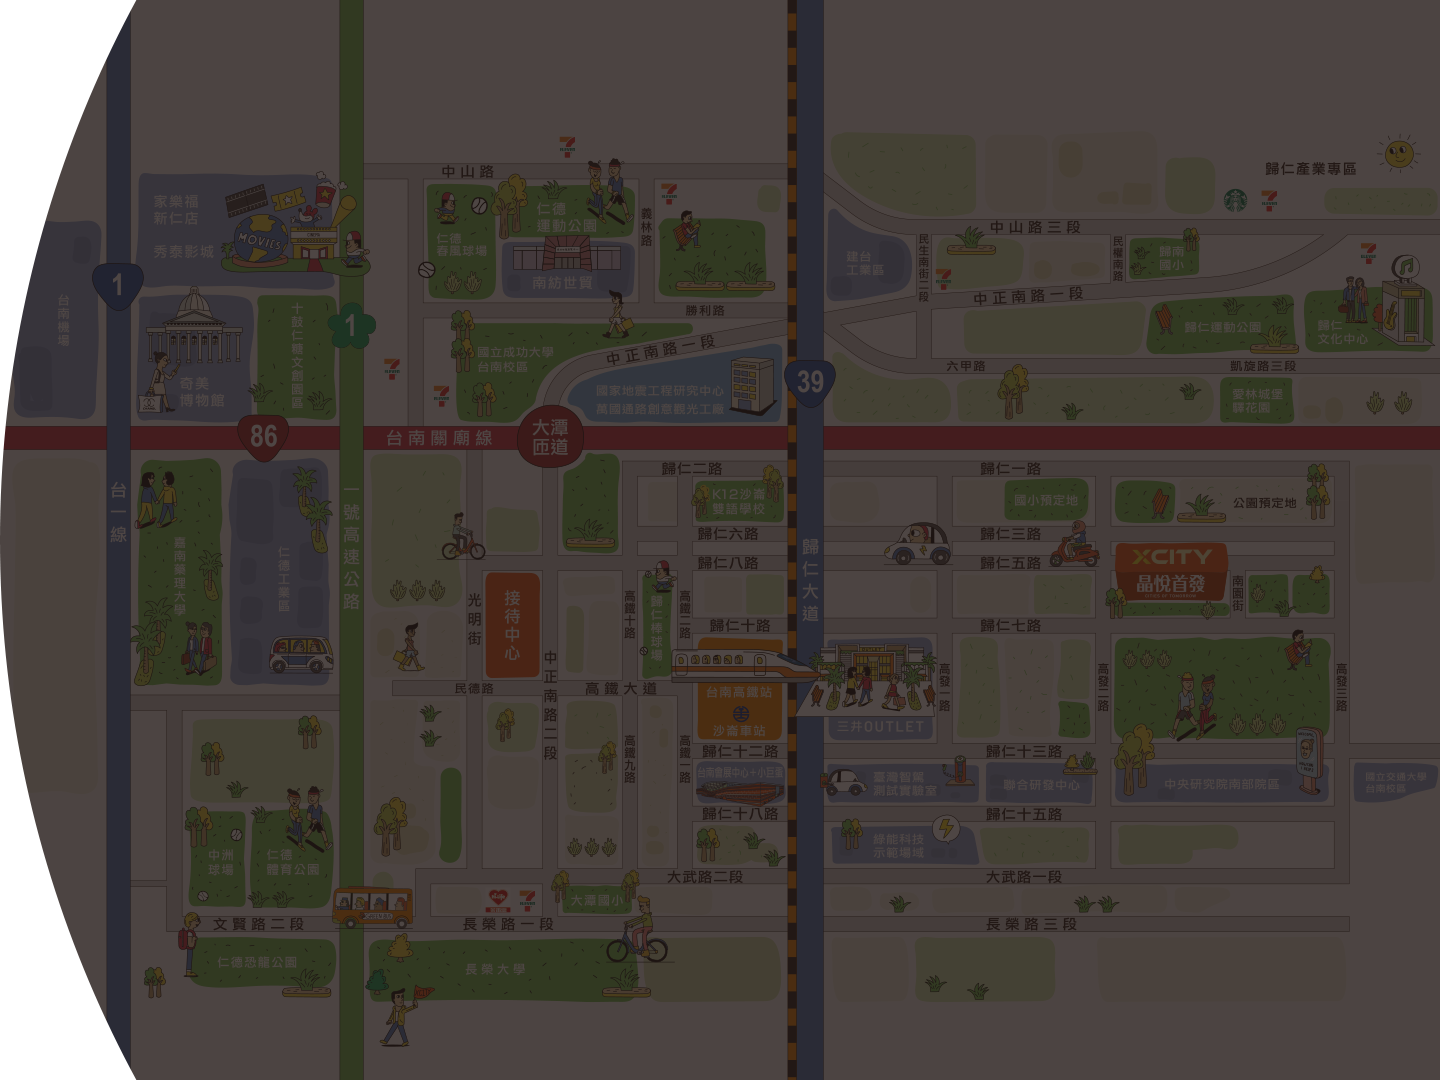 中山路
歸仁產業專區
家樂福
新仁店
秀泰影城
MOVIES
仁德
運動公園
仁德
春風球場
南紡世貿
義林路
中山路三段
民生南街二段
民權南路
歸南
國小
建台
工業區
台南機場
1
十鼓仁糖文創園區
奇美
博物館
1
勝利路
中正南路一段
國立成功大學
台南校區
中正南路一段
國家地震工程研究中心
萬國通路創意觀光工廠
歸仁運動公園
歸仁
文化中心
六甲路
凱旋路三段
39
愛林城堡
驛花園
86
台南關廟線
大潭
匝道
台一線
一號高速公路
歸仁大道
嘉南藥理大學
仁德工業區
歸仁二路
歸仁一路
K12沙崙
雙語學校
國小預定地
公園預定地
歸仁六路
歸仁三路
歸仁八路
歸仁五路
XCITY
晶悅首發
南園街
光明街
接待中心
高鐵十路
歸仁棒球場
高鐵二路
歸仁十路
歸仁七路
中正南路二段
民德路
高鐵大道
台南高鐵站
沙崙車站
三井OUTLET
高發一路
高發二路
高發三路
高鐵九路
高鐵一路
歸仁十二路
歸仁十三路
臺灣智駕
測試實驗室
聯合研發中心
中央研究院南部院區
國立交通大學
台南校區
歸仁十八路
歸仁十五路
綠能科技
示範場域
中洲
球場
仁德
體育公園
大武路二段
大武路一段
大潭國小
文賢路二段
長榮路一段
長榮路三段
仁德恐龍公園
長榮大學